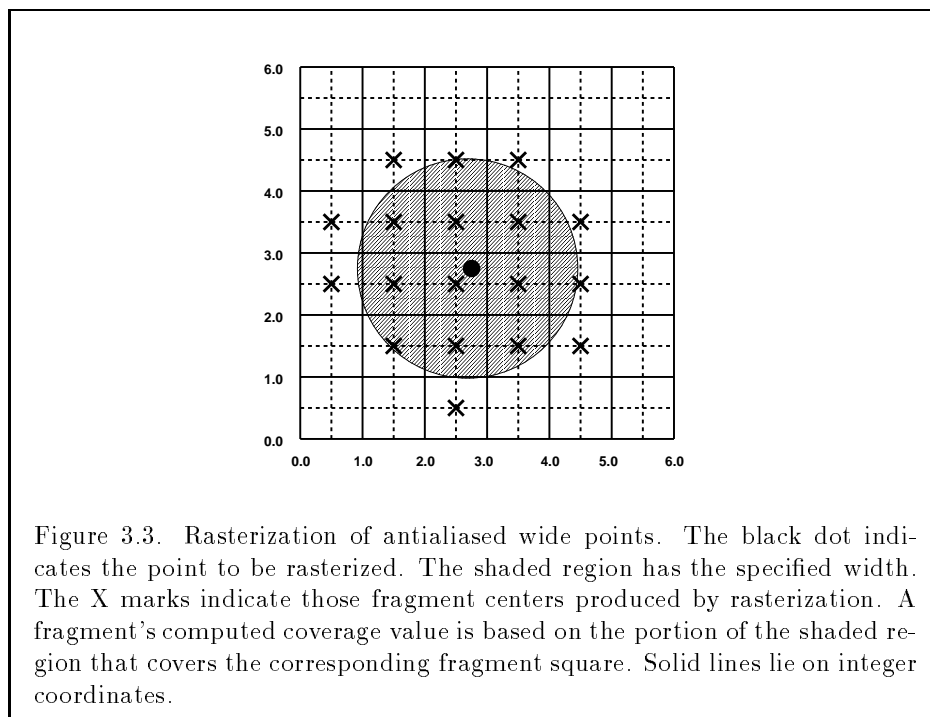 6.0
5.0
4.0
3.0
2.0
1.0
0.0
0.0 1.0 2.0 3.0 4.0 5.0 6.0
Figure 3.3. Rasterization of antialiased wide points. The black dot indi-
cates the point to be rasterized. The shaded region has the specified width.
The X marks indicate those fragment centers produced by rasterization. A
fragment's computed coverage value is based on the portion of the shaded re-
gion that covers the corresponding fragment square. Solid lines lie on integer
coordinates.